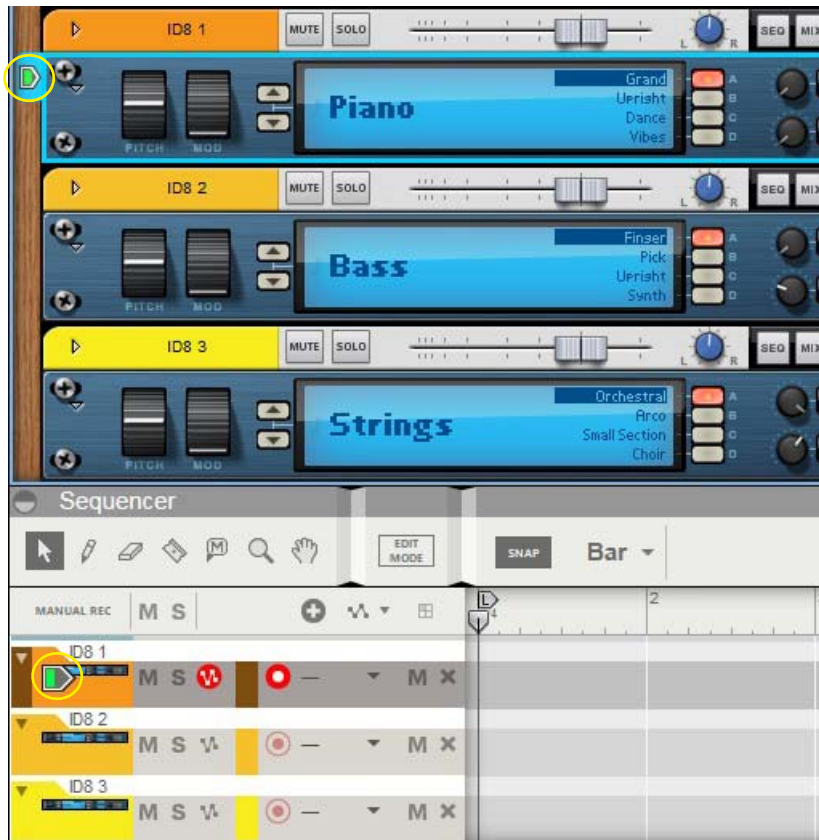 ID8 1 MUTE SOLO L R SEQ MIX
Piano
Grand A
Upright B
Dance C
Vibes D
PITCH MOD
ID8 2 MUTE SOLO L R SEQ MIX
Bass
Finger A
Pick B
Upright C
Synth D
PITCH MOD
ID8 3 MUTE SOLO L R SEQ MIX
Strings
Orchestral A
Arco B
Small Section C
Choir D
PITCH MOD
Sequencer
M EDIT MODE SNAP Bar
MANUAL REC M S L 4 2
ID8 1
M S M
ID8 2
M S M
ID8 3
M S M